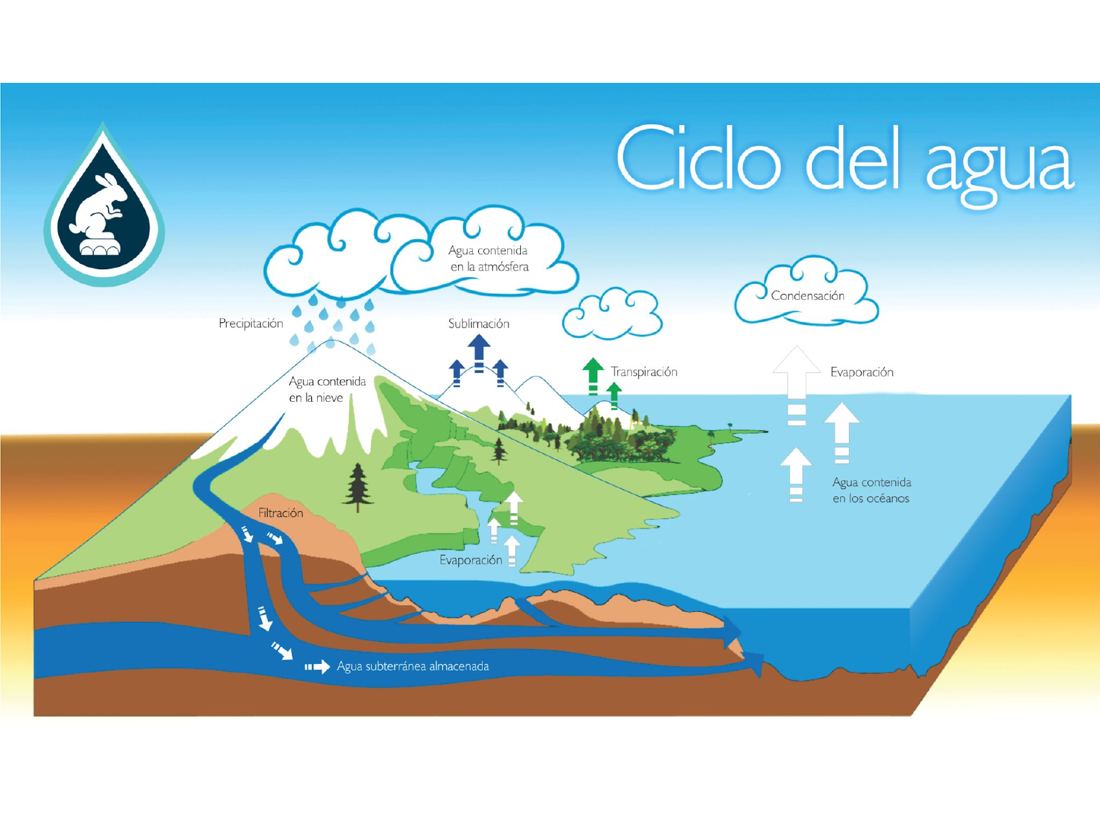 Ciclo del agua
Agua contenida
en la atmósfera
Condensación
Precipitación
Sublimación
Transpiración
Evaporación
Agua contenida
en la nieve
Agua contenida
en los océanos
Filtración
Evaporación
Agua subterránea almacenada